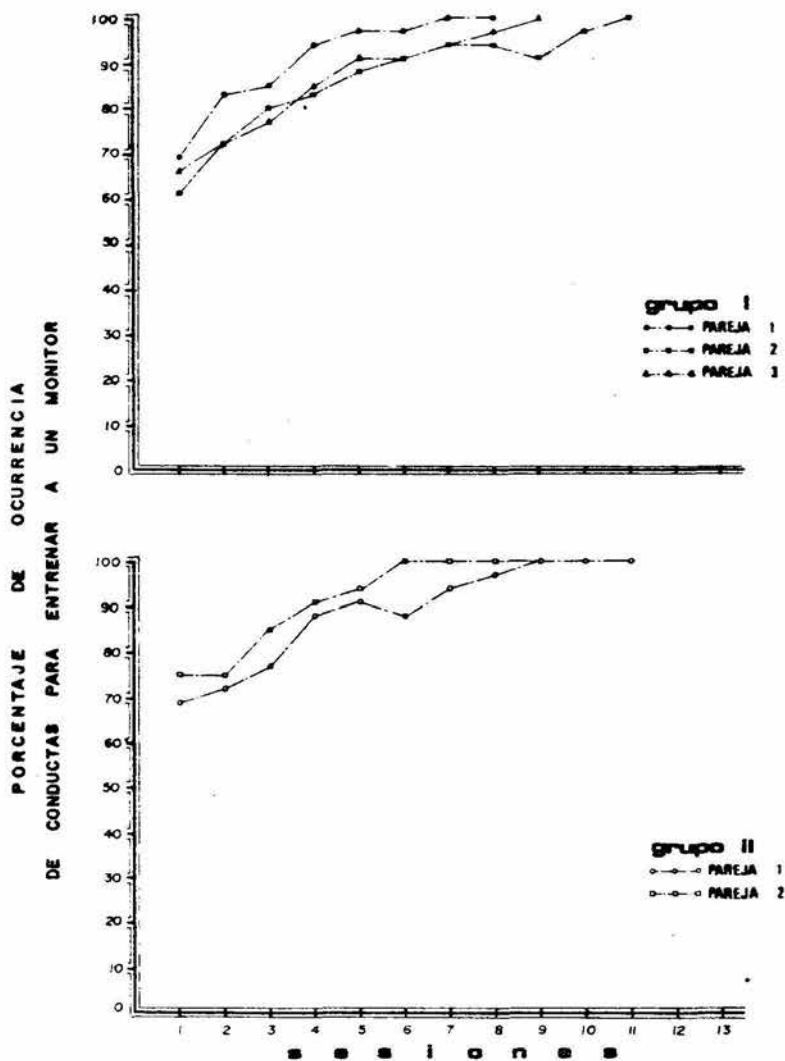 PORCENTAJE DE OCURRENCIA
DE CONDUCTAS PARA ENTRENAR A UN MONITOR
100
90
80
70
60
50
40
30
20
10
0
grupo I
PAREJA 1
PAREJA 2
PAREJA 3
100
90
80
70
60
50
40
30
20
10
0
grupo II
PAREJA 1
PAREJA 2
1 2 3 4 5 6 7 8 9 10 11 12 13
sesiones